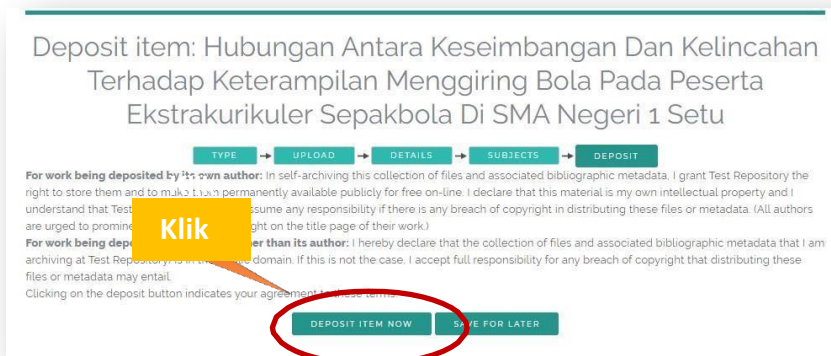 Deposit item: Hubungan Antara Keseimbangan Dan Kelincahan
Terhadap Keterampilan Menggiring Bola Pada Peserta
Ekstrakurikuler Sepakbola Di SMA Negeri 1 Setu
TYPE UPLOAD DETAILS SUBJECTS DEPOSIT
For work being deposited by its own author: In self-archiving this collection of files and associated bibliographic metadata, I grant Test Repository the
right to store them and to make them permanently available publicly for free on-line. I declare that this material is my own intellectual property and I
understand that Test ssume any responsibility if there is any breach of copyright in distributing these files or metadata. (All authors
are urged to promine ght on the title page of their work.)
Klik
For work being depo er than its author: I hereby declare that the collection of files and associated bibliographic metadata that I am
archiving at Test Repository) is in the domain. If this is not the case, I accept full responsibility for any breach of copyright that distributing these
files or metadata may entail.
Clicking on the deposit button indicates your agreement to these terms.
DEPOSIT ITEM NOW SAVE FOR LATER